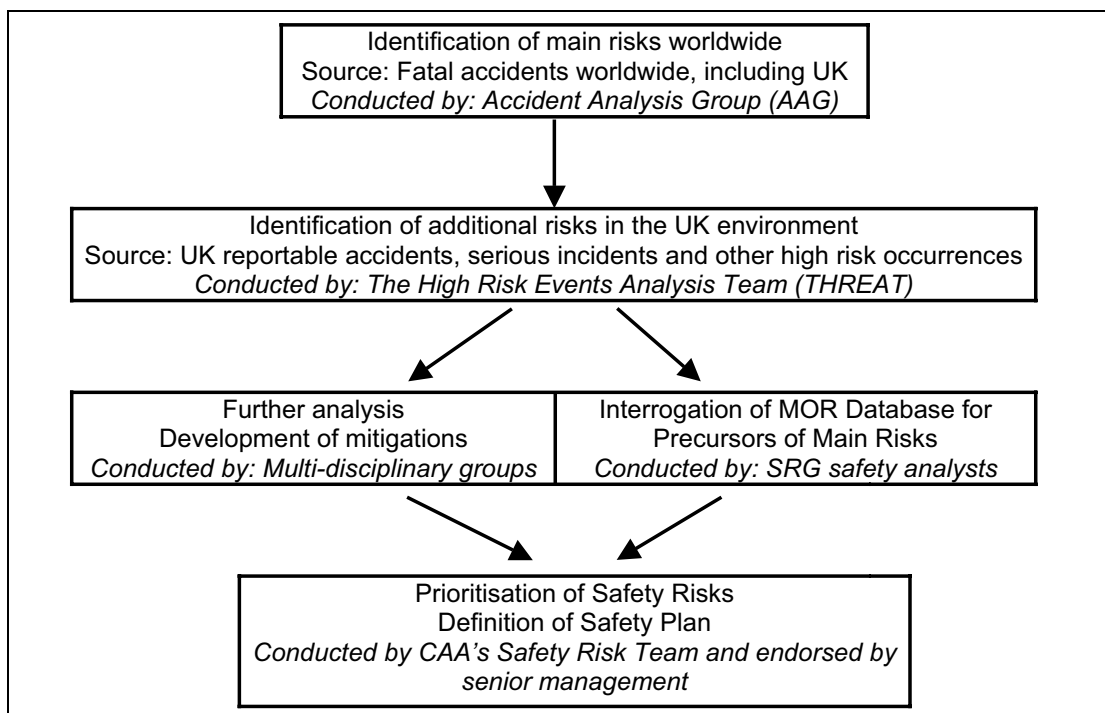 Identification of main risks worldwide
Source: Fatal accidents worldwide, including UK
Conducted by: Accident Analysis Group (AAG)
Identification of additional risks in the UK environment
Source: UK reportable accidents, serious incidents and other high risk occurrences
Conducted by: The High Risk Events Analysis Team (THREAT)
Further analysis
Development of mitigations
Conducted by: Multi-disciplinary groups
Interrogation of MOR Database for
Precursors of Main Risks
Conducted by: SRG safety analysts
Prioritisation of Safety Risks
Definition of Safety Plan
Conducted by CAA's Safety Risk Team and endorsed by
senior management